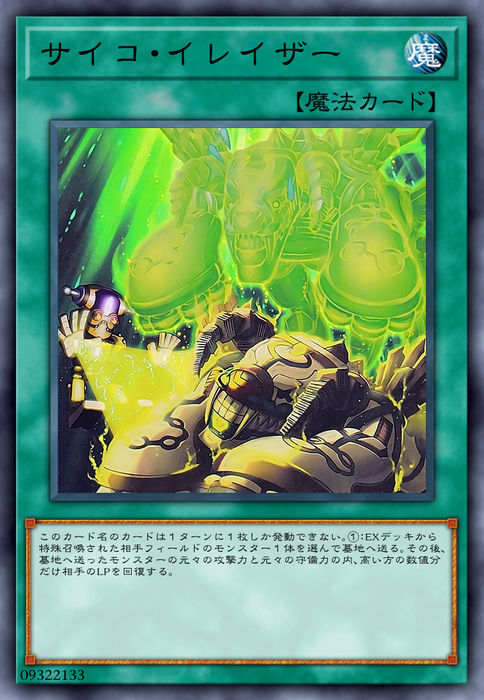 サイコ・イレイザー
魔
【魔法カード】
このカード名のカードは1ターンに1枚しか発動できない。①:EXデッキから
特殊召喚された相手フィールドのモンスター1体を選んで墓地へ送る。その後、
墓地へ送ったモンスターの元々の攻撃力と元々の守備力の内、高い方の数値分
だけ相手のLPを回復する。
09322133